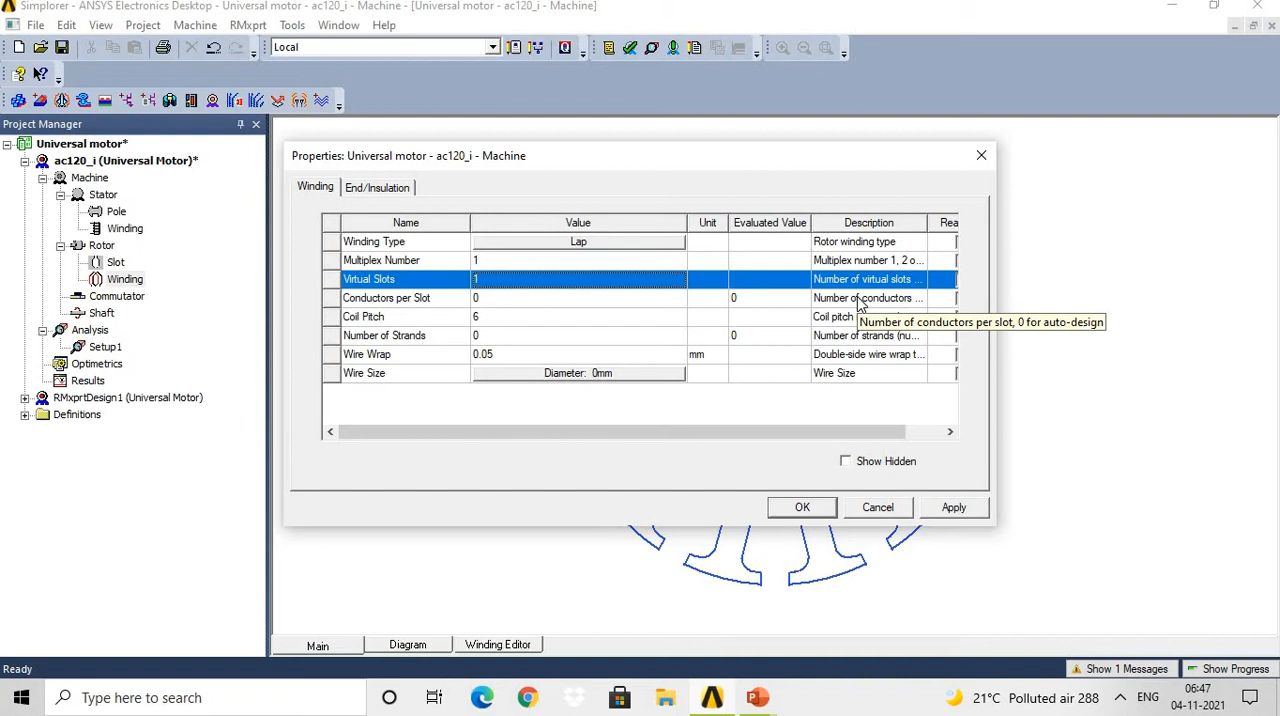 Simplorer - ANSYS Electronics Desktop - Universal motor - ac120_i - Machine - [Universal motor - ac120_i - Machine]
File Edit View Project Machine RMxprt Tools Window Help
Local
Project Manager
Universal motor*
ac120_i (Universal Motor)*
Machine
Stator
Pole
Winding
Rotor
Slot
Winding
Commutator
Shaft
Analysis
Setup1
Optimetrics
Results
RMxprtDesign1 (Universal Motor)
Definitions
Properties: Universal motor - ac120_i - Machine
Winding End/Insulation
Name Value Unit Evaluated Value Description Rea
Winding Type Lap Rotor winding type
Multiplex Number 1 Multiplex number 1, 2 o...
Virtual Slots 1 Number of virtual slots ...
Conductors per Slot 0 0 Number of conductors ...
Coil Pitch 6 Coil pitch
Number of conductors per slot, 0 for auto-design
Number of Strands 0 0 Number of strands (nu...
Wire Wrap 0.05 mm Double-side wire wrap t...
Wire Size Diameter: 0mm Wire Size
Show Hidden
OK Cancel Apply
Main Diagram Winding Editor
Ready Show 1 Messages Show Progress
Type here to search 21°C Polluted air 288 ENG 06:47
04-11-2021